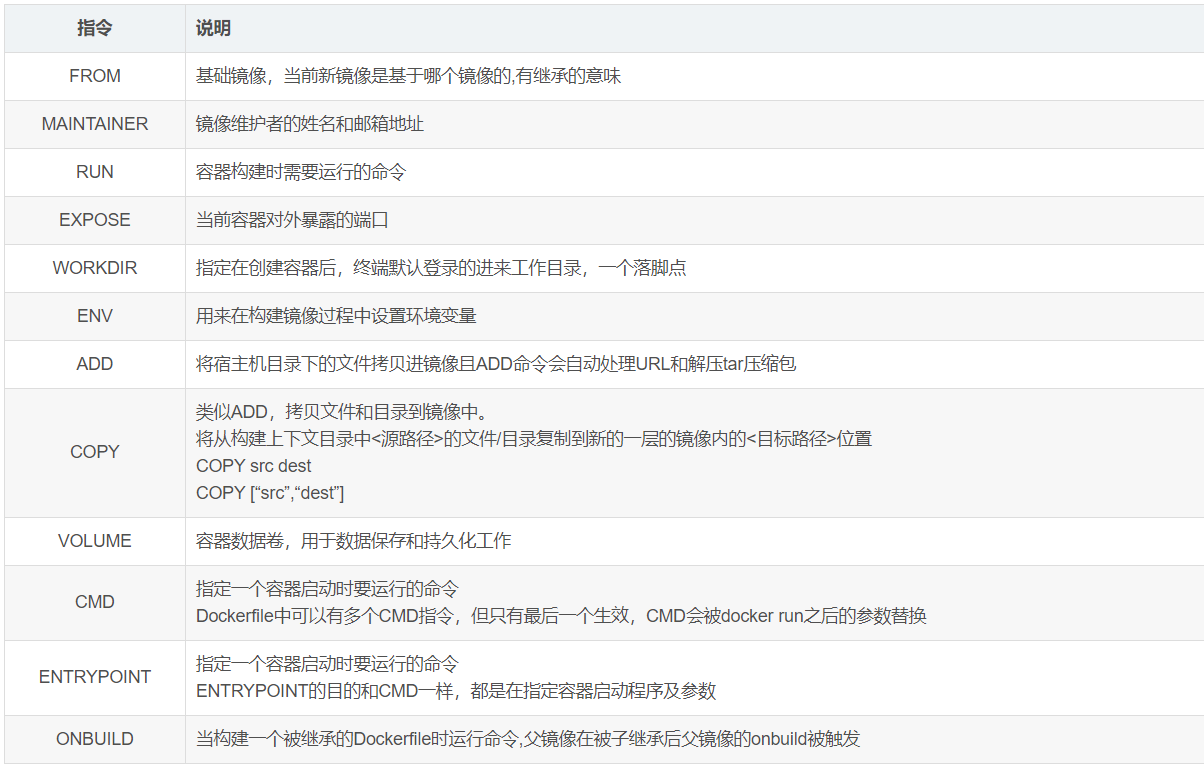 指令 说明
FROM 基础镜像，当前新镜像是基于哪个镜像的,有继承的意味
MAINTAINER 镜像维护者的姓名和邮箱地址
RUN 容器构建时需要运行的命令
EXPOSE 当前容器对外暴露的端口
WORKDIR 指定在创建容器后，终端默认登录的进来工作目录，一个落脚点
ENV 用来在构建镜像过程中设置环境变量
ADD 将宿主机目录下的文件拷贝进镜像且ADD命令会自动处理URL和解压tar压缩包
COPY 类似ADD，拷贝文件和目录到镜像中。
将从构建上下文目录中<源路径>的文件/目录复制到新的一层的镜像内的<目标路径>位置
COPY src dest
COPY [“src”,“dest”]
VOLUME 容器数据卷，用于数据保存和持久化工作
CMD 指定一个容器启动时要运行的命令
Dockerfile中可以有多个CMD指令，但只有最后一个生效，CMD会被docker run之后的参数替换
ENTRYPOINT 指定一个容器启动时要运行的命令
ENTRYPOINT的目的和CMD一样，都是在指定容器启动程序及参数
ONBUILD 当构建一个被继承的Dockerfile时运行命令,父镜像在被子继承后父镜像的onbuild被触发